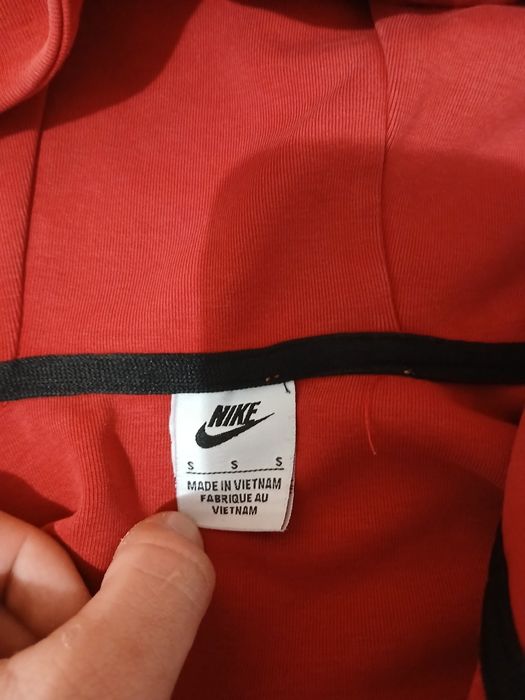 NIKE
S S S
MADE IN VIETNAM
FABRIQUE AU
VIETNAM